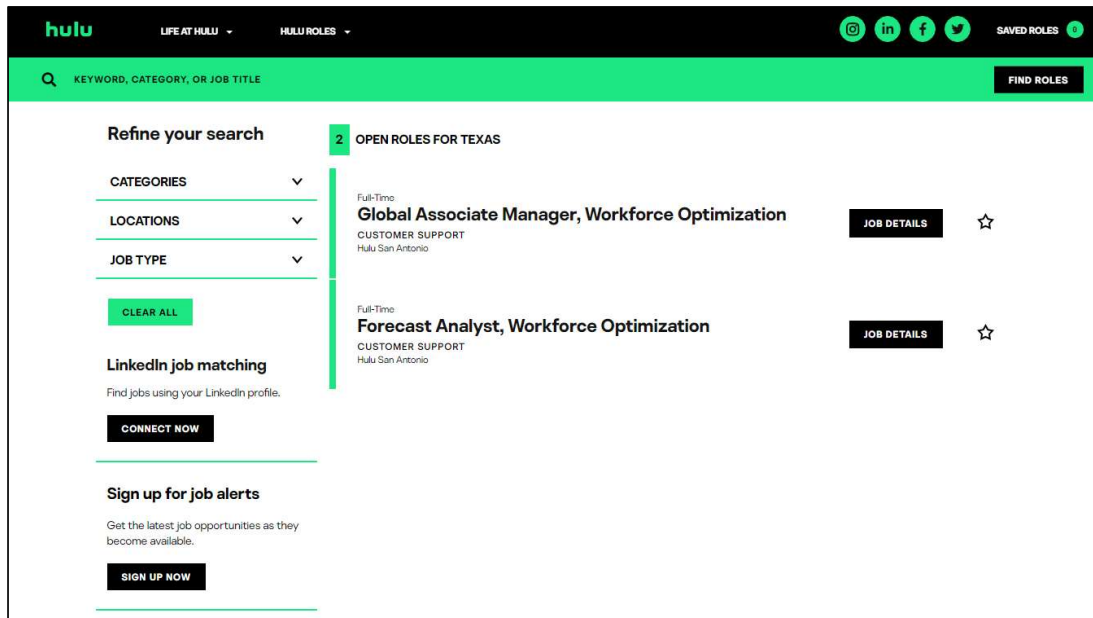 hulu
LIFE AT HULU
HULU ROLES
in
f
SAVED ROLES 0
KEYWORD, CATEGORY, OR JOB TITLE
FIND ROLES
Refine your search
CATEGORIES
LOCATIONS
JOB TYPE
CLEAR ALL
LinkedIn job matching
Find jobs using your LinkedIn profile.
CONNECT NOW
Sign up for job alerts
Get the latest job opportunities as they
become available.
SIGN UP NOW
2 OPEN ROLES FOR TEXAS
Full-Time
Global Associate Manager, Workforce Optimization
CUSTOMER SUPPORT
Hulu San Antonio
JOB DETAILS
Full-Time
Forecast Analyst, Workforce Optimization
CUSTOMER SUPPORT
Hulu San Antonio
JOB DETAILS